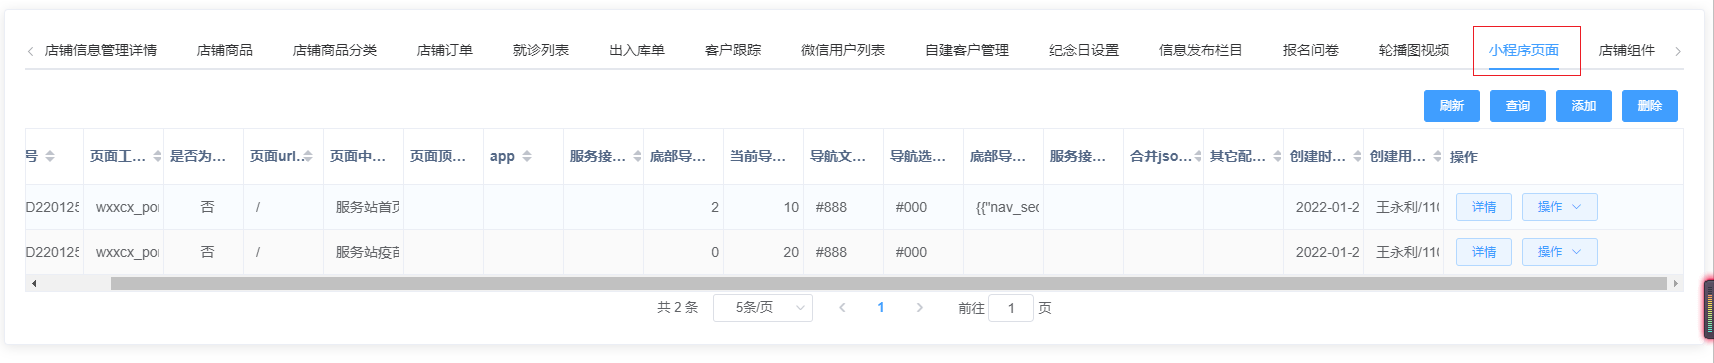 店铺信息管理详情 店铺商品 店铺商品分类 店铺订单 就诊列表 出入库单 客户跟踪 微信用户列表 自建客户管理 纪念日设置 信息发布栏目 报名问卷 轮播图视频 小程序页面 店铺组件
刷新 查询 添加 删除
号 页面工... 是否为... 页面url... 页面中... 页面顶... app 服务接... 底部导... 当前导... 导航文... 导航选... 底部导... 服务接... 合并jso... 其它配... 创建时... 创建用... 操作
D220125 wxxcx_por 否 / 服务站首页 2 10 #888 #000 {{"nav_sec 2022-01-2 王永利/110 详情 操作
D220125 wxxcx_por 否 / 服务站疫苗 0 20 #888 #000 2022-01-2 王永利/110 详情 操作
共 2 条 5条/页 1 前往 1 页